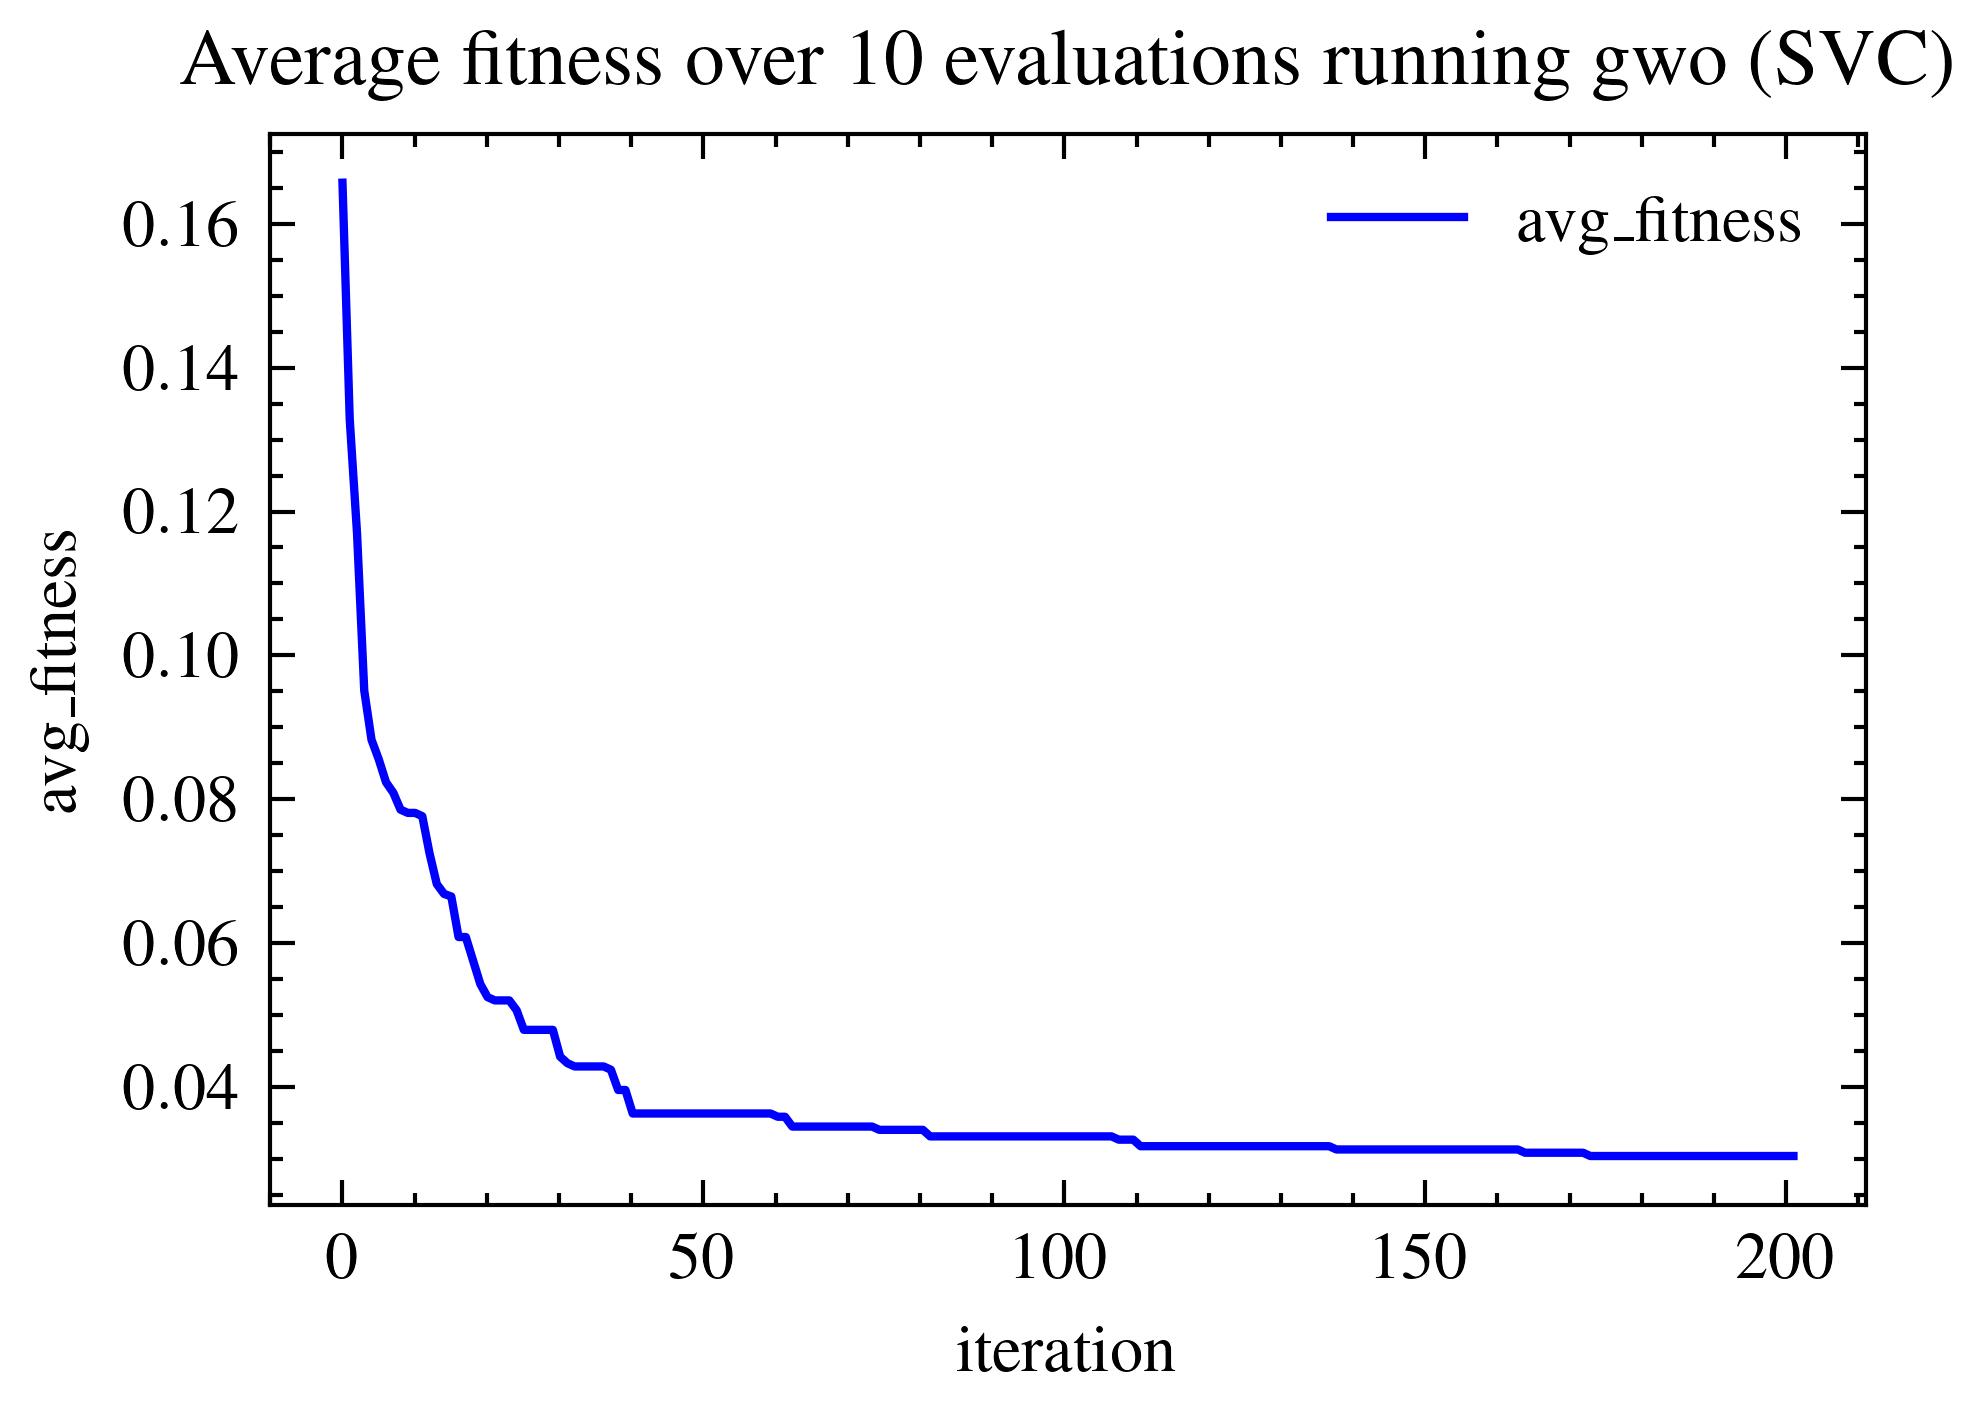 Average fitness over 10 evaluations running gwo (SVC)
avg_fitness
0.16
0.14
0.12
0.10
0.08
0.06
0.04
avg_fitness
0 50 100 150 200
iteration